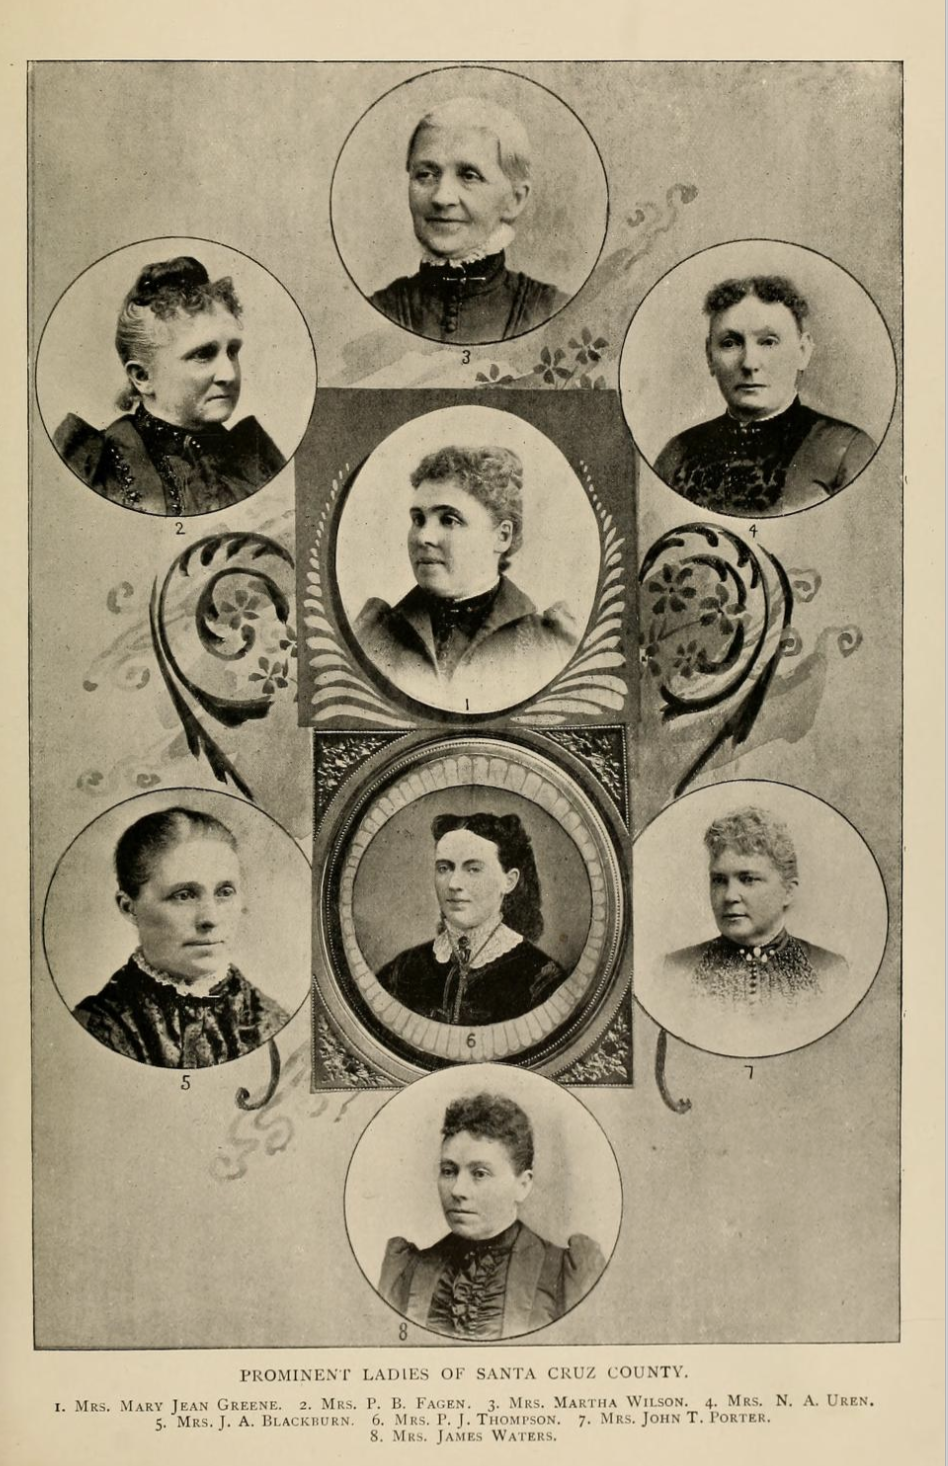 3
2
4
1
6
5
7
8
PROMINENT LADIES OF SANTA CRUZ COUNTY.
1. Mrs. Mary Jean Greene. 2. Mrs. P. B. Fagen. 3. Mrs. Martha Wilson. 4. Mrs. N. A. Uren.
5. Mrs. J. A. Blackburn. 6. Mrs. P. J. Thompson. 7. Mrs. John T. Porter.
8. Mrs. James Waters.